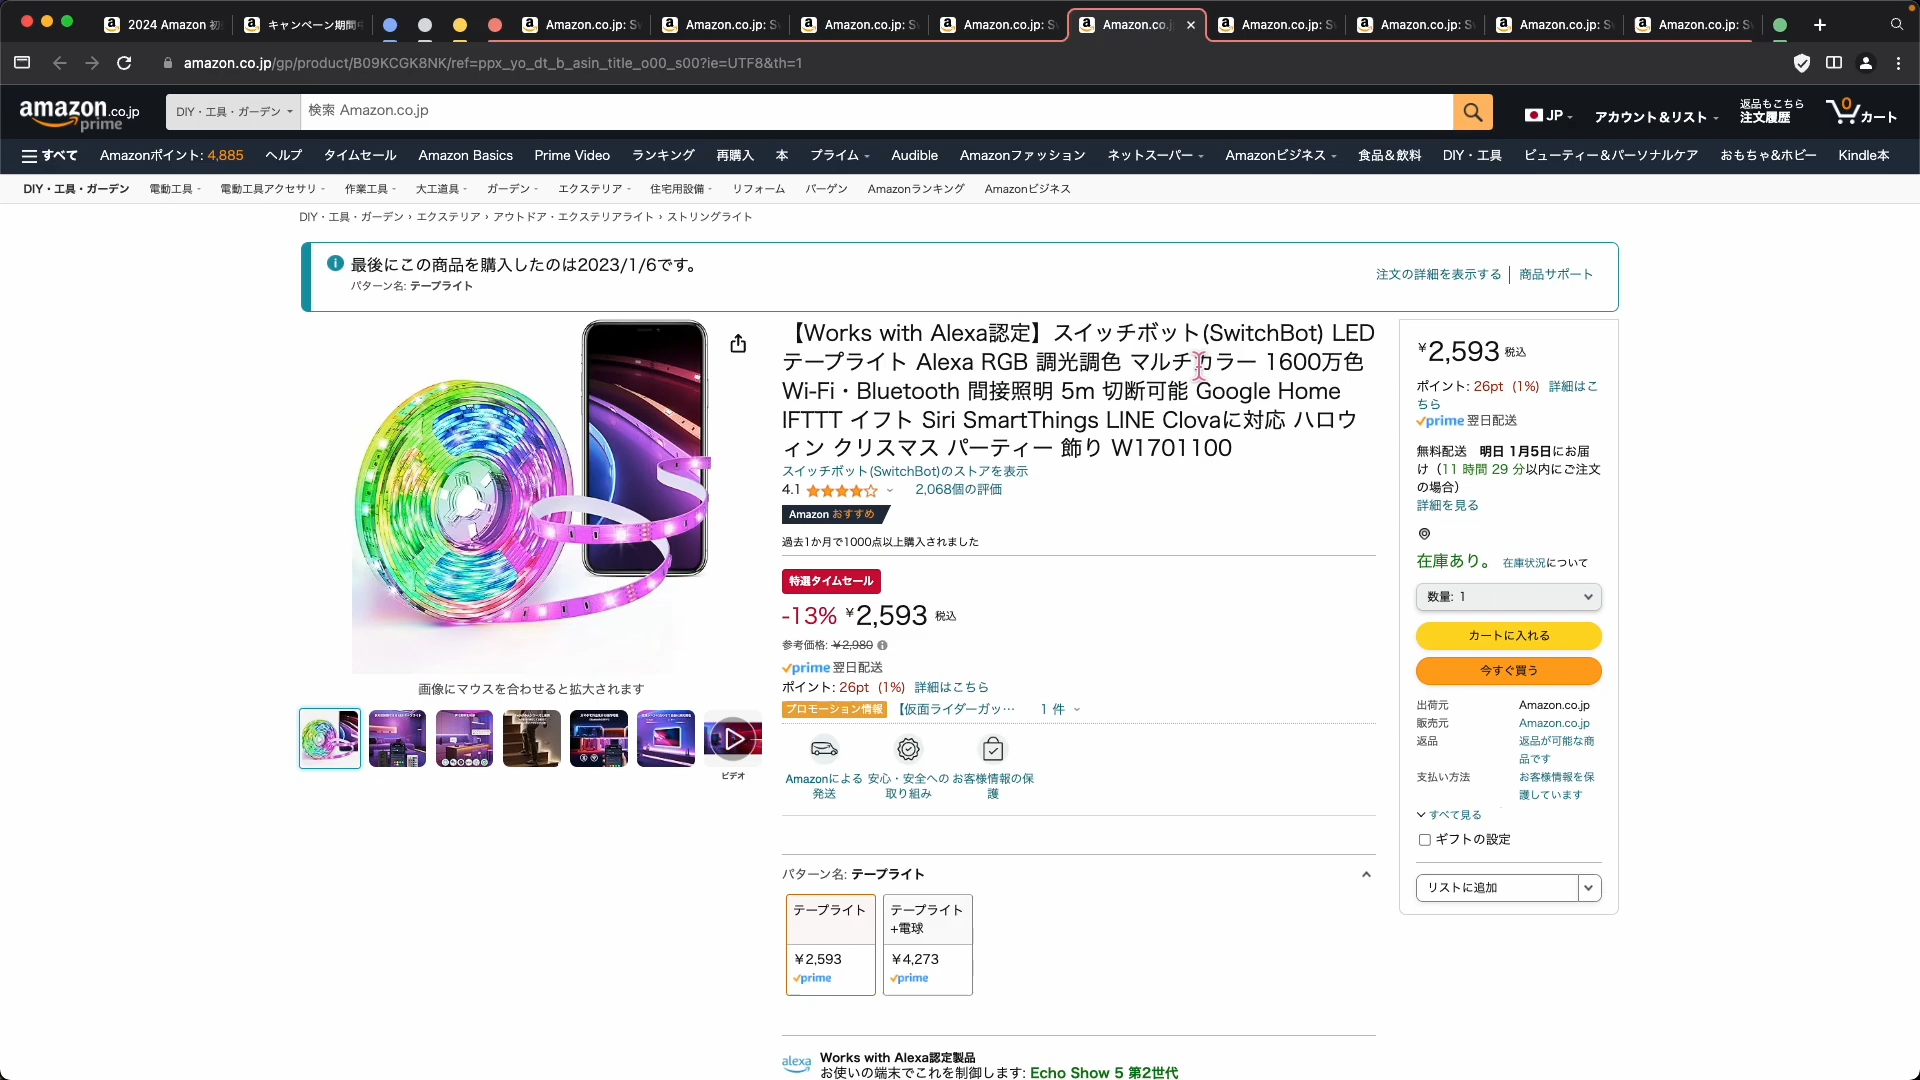 2024 Amazon 初
キャンペーン期間中
Amazon.co.jp: S
Amazon.co.jp: S
Amazon.co.jp: S
Amazon.co.jp: S
Amazon.co.j
Amazon.co.jp: S
Amazon.co.jp: S
Amazon.co.jp: S
Amazon.co.jp: S
amazon.co.jp/gp/product/B09KCGK8NK/ref=ppx_yo_dt_b_asin_title_o00_s00?ie=UTF8&th=1
amazon.co.jp
prime
DIY・工具・ガーデン
検索 Amazon.co.jp
JP
アカウント＆リスト
返品もこちら
注文履歴
0
カート
すべて
Amazonポイント: 4,885
ヘルプ
タイムセール
Amazon Basics
Prime Video
ランキング
再購入
本
プライム
Audible
Amazonファッション
ネットスーパー
Amazonビジネス
食品＆飲料
DIY・工具
ビューティー＆パーソナルケア
おもちゃ&ホビー
Kindle本
DIY・工具・ガーデン
電動工具
電動工具アクセサリ
作業工具
大工道具
ガーデン
エクステリア
住宅用設備
リフォーム
バーゲン
Amazonランキング
Amazonビジネス
DIY・工具・ガーデン › エクステリア › アウトドア・エクステリアライト › ストリングライト
最後にこの商品を購入したのは2023/1/6です。
パターン名: テープライト
注文の詳細を表示する
商品サポート
【Works with Alexa認定】スイッチボット(SwitchBot) LED
テープライト Alexa RGB 調光調色 マルチカラー 1600万色
Wi-Fi・Bluetooth 間接照明 5m 切断可能 Google Home
IFTTT イフト Siri SmartThings LINE Clovaに対応 ハロウ
ィン クリスマス パーティー 飾り W1701100
スイッチボット(SwitchBot)のストアを表示
4.1
2,068個の評価
Amazon おすすめ
過去1か月で1000点以上購入されました
特選タイムセール
-13% ￥2,593 税込
参考価格: ￥2,980
prime 翌日配送
ポイント: 26pt (1%) 詳細はこちら
プロモーション情報 【仮面ライダーガッ… 1 件
Amazonによる
発送
安心・安全への
取り組み
お客様情報の保
護
画像にマウスを合わせると拡大されます
ビデオ
パターン名: テープライト
テープライト
￥2,593
prime
テープライト
+電球
￥4,273
prime
alexa
Works with Alexa認定製品
お使いの端末でこれを制御します: Echo Show 5 第2世代
￥2,593 税込
ポイント: 26pt (1%) 詳細はこ
ちら
prime 翌日配送
無料配送 明日 1月5日にお届
け（11 時間 29 分以内にご注文
の場合）
詳細を見る
在庫あり。 在庫状況について
数量: 1
カートに入れる
今すぐ買う
出荷元 Amazon.co.jp
販売元 Amazon.co.jp
返品 返品が可能な商
品です
支払い方法 お客様情報を保
護しています
すべて見る
ギフトの設定
リストに追加